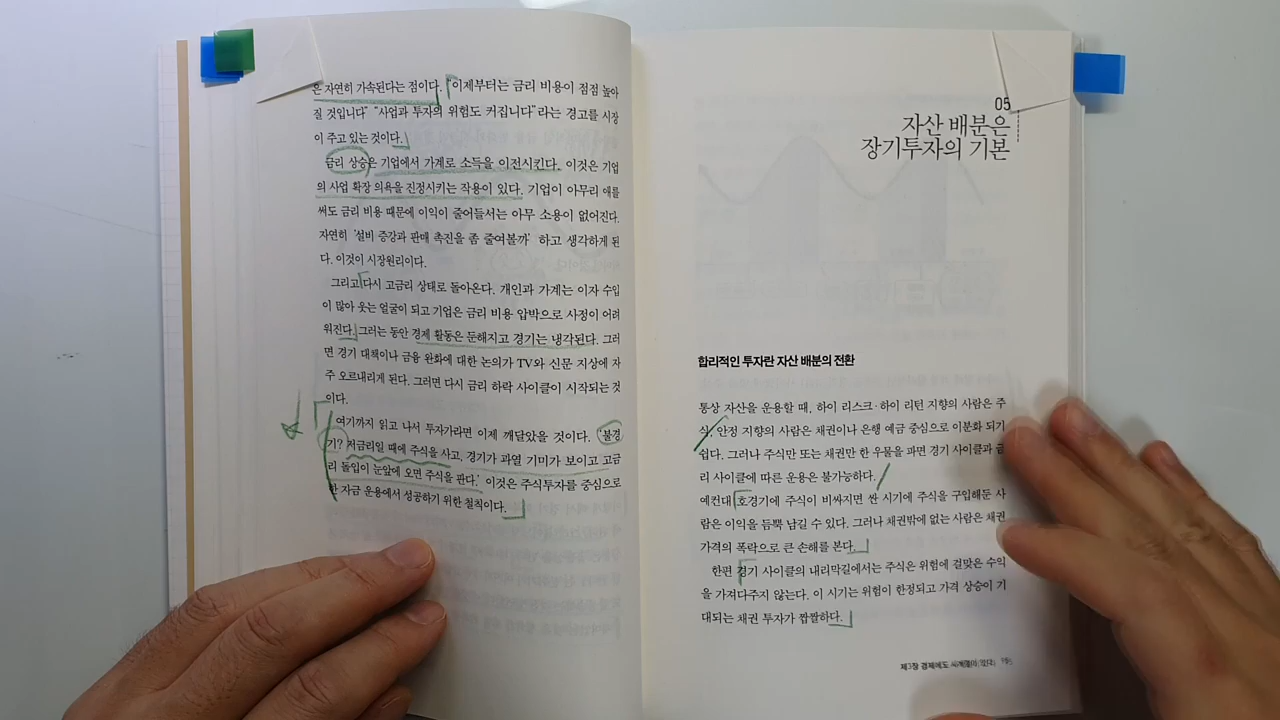 은 자연히 가속된다는 점이다. “이제부터는 금리 비용이 점점 높아
질 것입니다” “사업과 투자의 위험도 커집니다”라는 경고를 시장
이 주고 있는 것이다.
금리 상승은 기업에서 가계로 소득을 이전시킨다. 이것은 기업
의 사업 확장 의욕을 진정시키는 작용이 있다. 기업이 아무리 애를
써도 금리 비용 때문에 이익이 줄어들어서는 아무 소용이 없어진다.
자연히 ‘설비 증강과 판매 촉진을 좀 줄여볼까’ 하고 생각하게 된
다. 이것이 시장원리이다.
그리고 다시 고금리 상태로 돌아온다. 개인과 가계는 이자 수입
이 많아 웃는 얼굴이 되고 기업은 금리 비용 압박으로 사정이 어려
워진다. 그러는 동안 경제 활동은 둔해지고 경기는 냉각된다. 그러
면 경기 대책이나 금융 완화에 대한 논의가 TV와 신문 지상에 자
주 오르내리게 된다. 그러면 다시 금리 하락 사이클이 시작되는 것
이다.
여기까지 읽고 나서 투자가라면 이제 깨달았을 것이다. ‘불경
기? 저금리일 때에 주식을 사고, 경기가 과열 기미가 보이고 고금
리 돌입이 눈앞에 오면 주식을 판다.’ 이것은 주식투자를 중심으로
한 자금 운용에서 성공하기 위한 철칙이다.
05
자산 배분은
장기투자의 기본
합리적인 투자란 자산 배분의 전환
통상 자산을 운용할 때, 하이 리스크·하이 리턴 지향의 사람은 주
식, 안정 지향의 사람은 채권이나 은행 예금 중심으로 이분화 되기
쉽다. 그러나 주식만 또는 채권만 한 우물을 파면 경기 사이클과 금
리 사이클에 따른 운용은 불가능하다.
예컨대 호경기에 주식이 비싸지면 싼 시기에 주식을 구입해둔 사
람은 이익을 듬뿍 남길 수 있다. 그러나 채권밖에 없는 사람은 채권
가격의 폭락으로 큰 손해를 본다.
한편 경기 사이클의 내리막길에서는 주식은 위험에 걸맞은 수익
을 가져다주지 않는다. 이 시기는 위험이 한정되고 가격 상승이 기
대되는 채권 투자가 짭짤하다.
제3장 경제에도